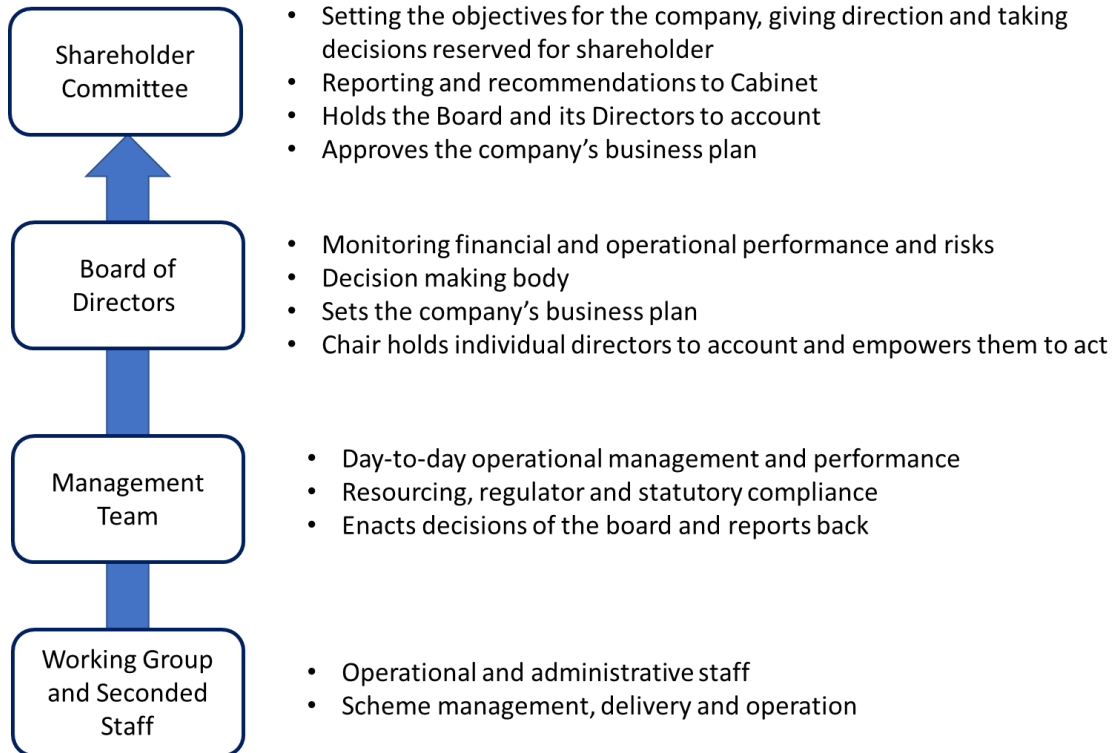 Shareholder
Committee
• Setting the objectives for the company, giving direction and taking
decisions reserved for shareholder
• Reporting and recommendations to Cabinet
• Holds the Board and its Directors to account
• Approves the company's business plan
Board of
Directors
• Monitoring financial and operational performance and risks
• Decision making body
• Sets the company's business plan
• Chair holds individual directors to account and empowers them to act
Management
Team
• Day-to-day operational management and performance
• Resourcing, regulator and statutory compliance
• Enacts decisions of the board and reports back
Working Group
and Seconded
Staff
• Operational and administrative staff
• Scheme management, delivery and operation